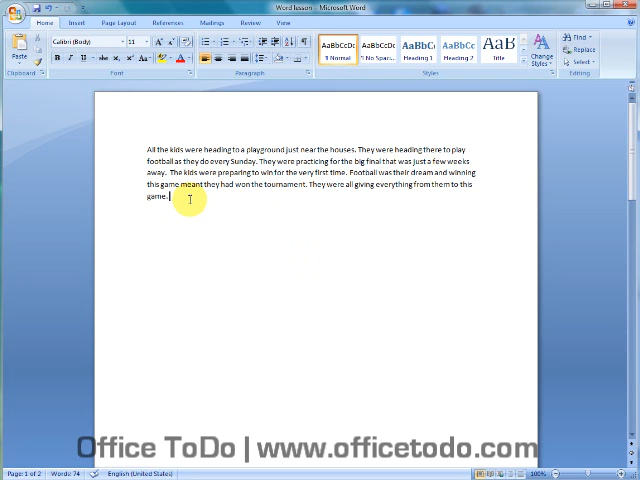 Word lesson - Microsoft Word
Home Insert Page Layout References Mailings Review View
Calibri (Body) 11
Paste
AaBbCcDc AaBbCcDc AaBbC AaBbCc AaB
¶ Normal ¶ No Spaci... Heading 1 Heading 2 Title
Change
Styles
Find
Replace
Select
Clipboard Font Paragraph Styles Editing
All the kids were heading to a playground just near the houses. They were heading there to play
football as they do every Sunday. They were practicing for the big final that was just a few weeks
away. The kids were preparing to win for the very first time. Football was their dream and winning
this game meant they had won the tournament. They were all giving everything from them to this
game.
Office ToDo | www.officetodo.com
Page: 1 of 2 Words: 74 English (United States) 100%